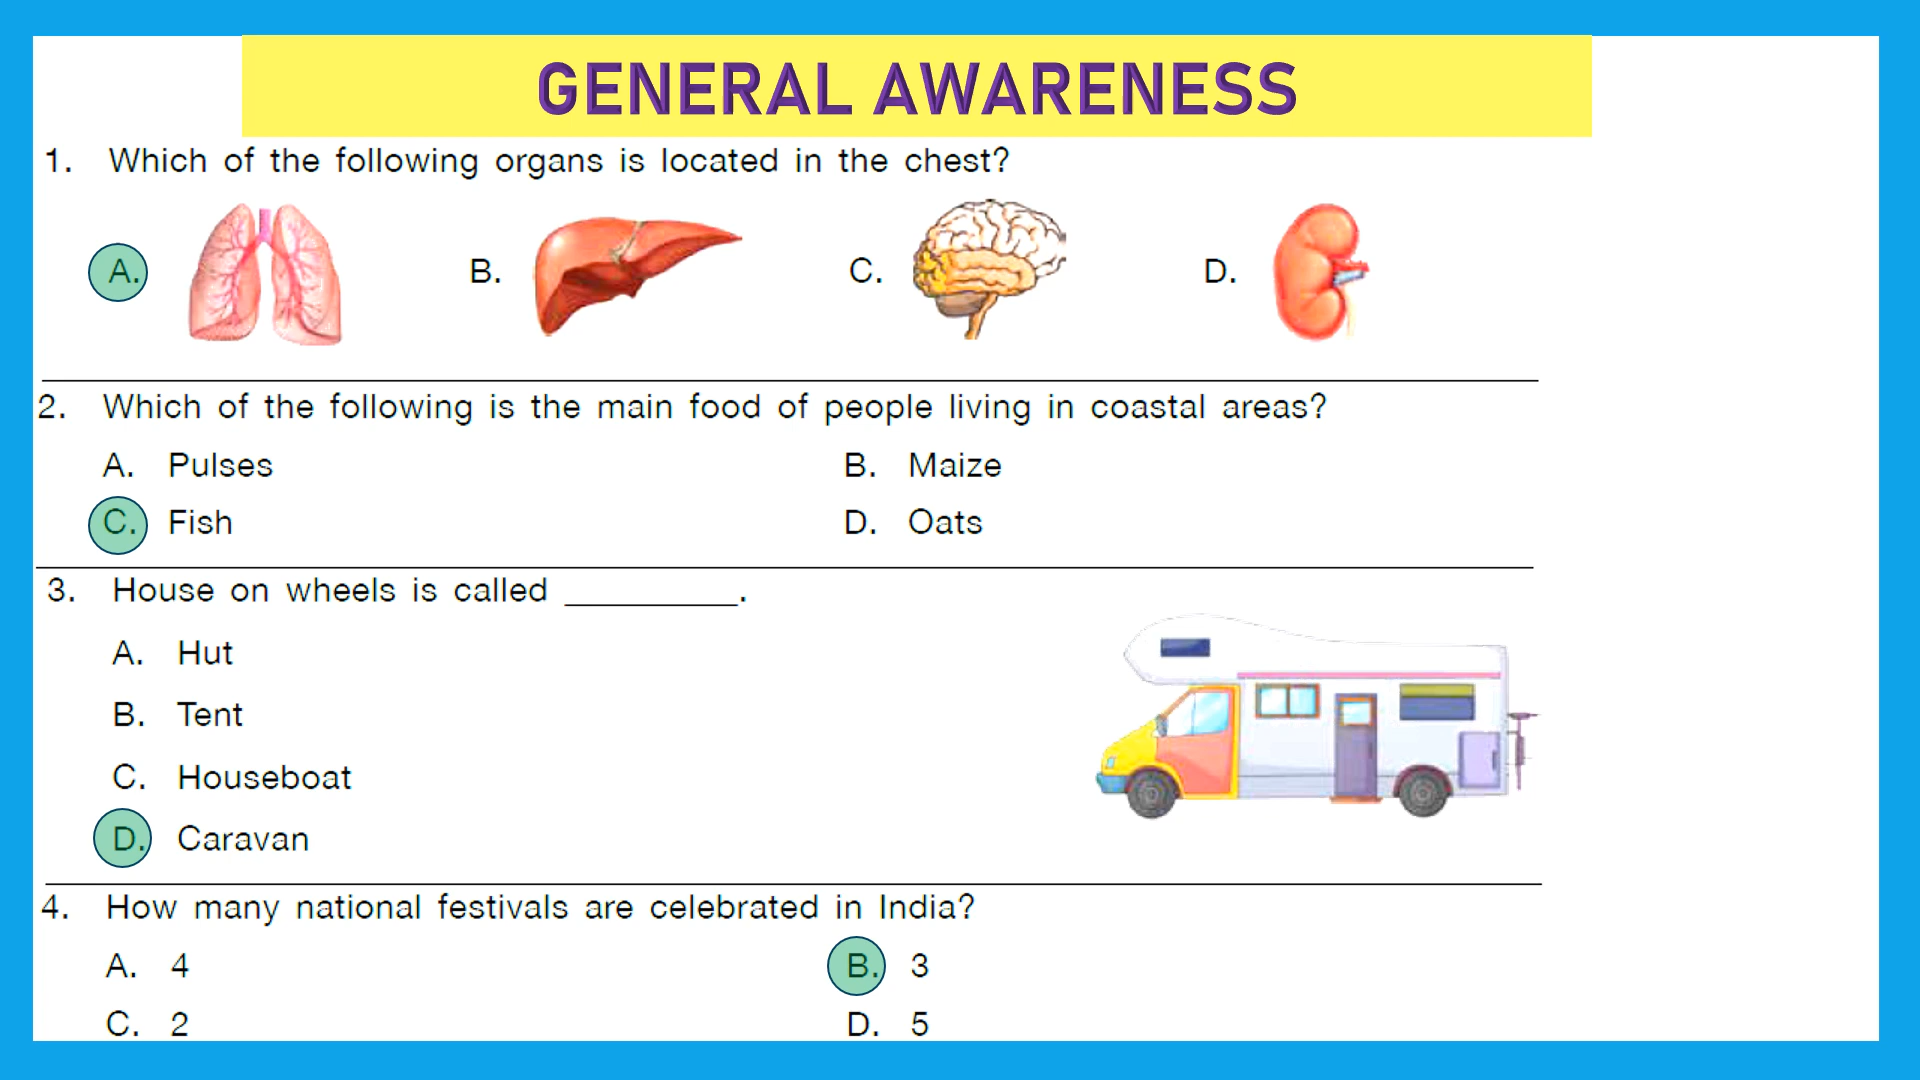 GENERAL AWARENESS
1. Which of the following organs is located in the chest?
A. B. C. D.
2. Which of the following is the main food of people living in coastal areas?
A. Pulses B. Maize
C. Fish D. Oats
3. House on wheels is called _________.
A. Hut
B. Tent
C. Houseboat
D. Caravan
4. How many national festivals are celebrated in India?
A. 4 B. 3
C. 2 D. 5